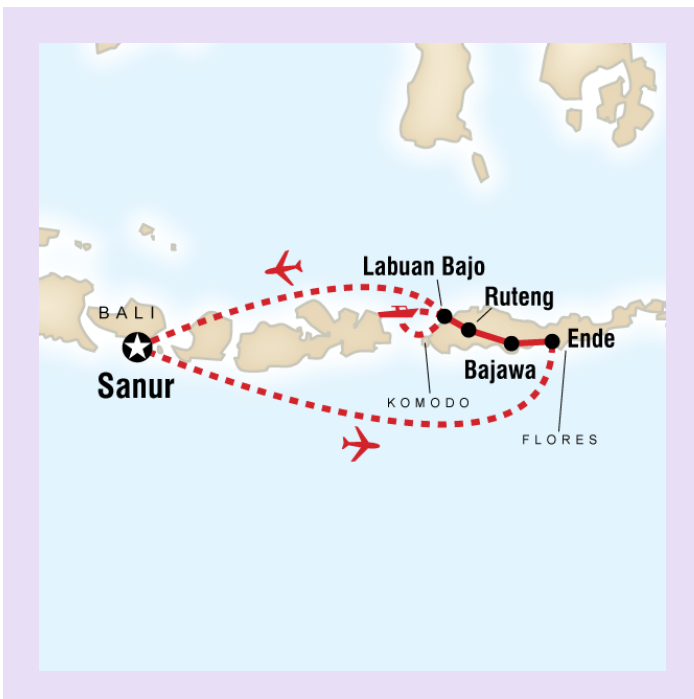 Labuan Bajo
Ruteng
BALI
Ende
Bajawa
Sanur
KOMODO
FLORES